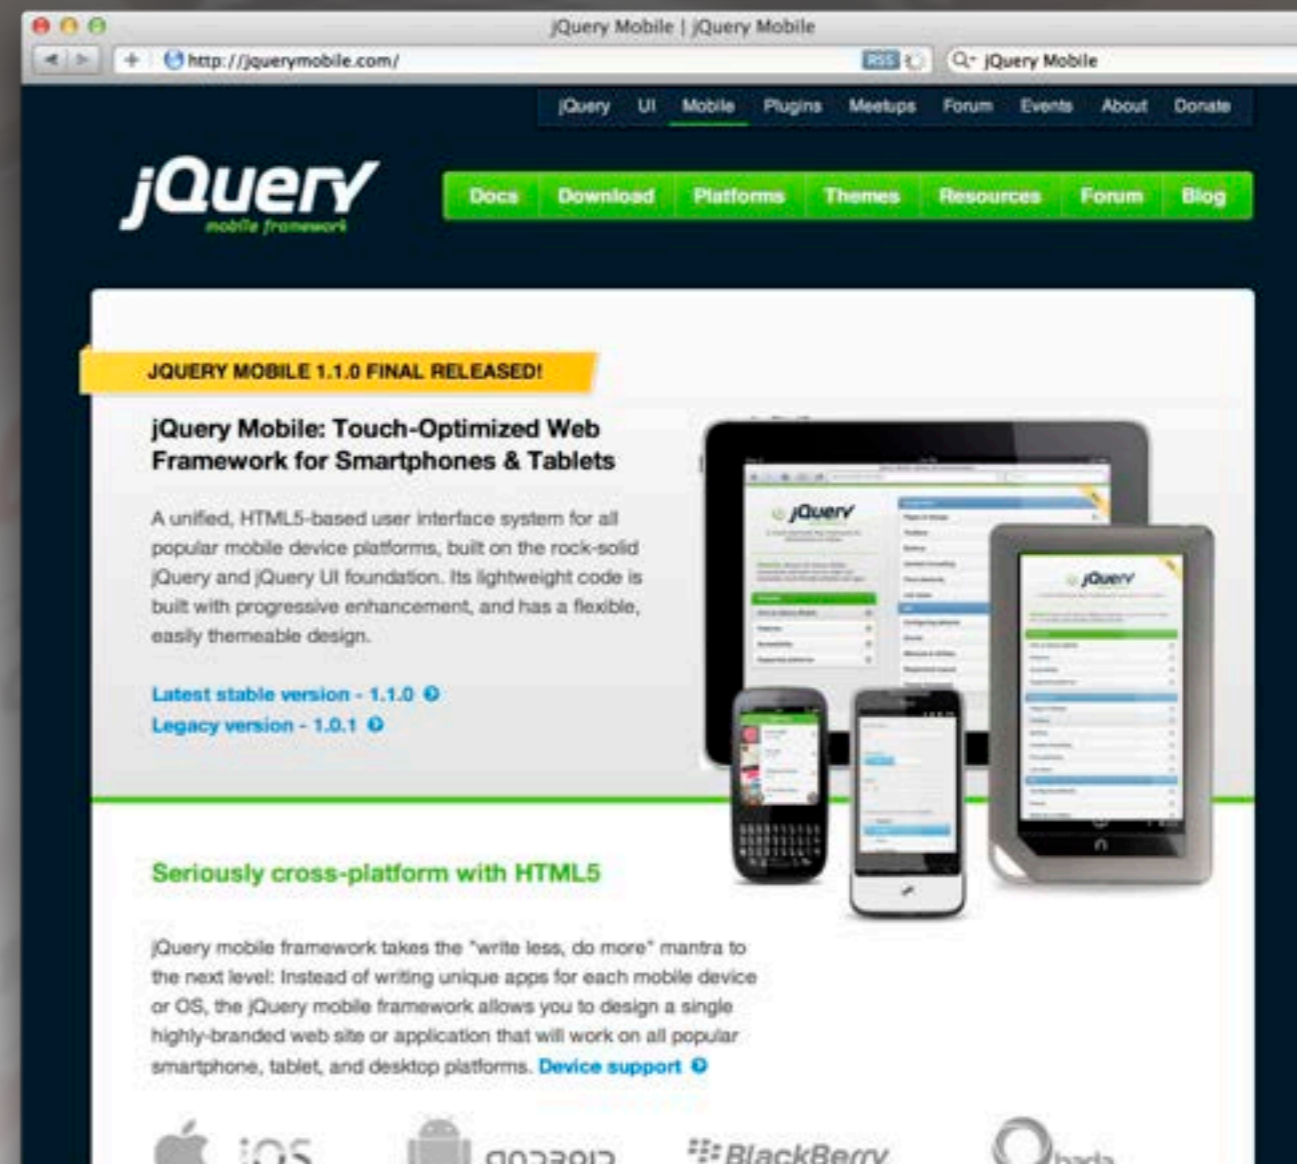 jQuery Mobile | jQuery Mobile
http://jquerymobile.com/
RSS
jQuery Mobile
jQuery UI Mobile Plugins Meetups Forum Events About Donate
jQuery
mobile framework
Docs Download Platforms Themes Resources Forum Blog
JQUERY MOBILE 1.1.0 FINAL RELEASED!
jQuery Mobile: Touch-Optimized Web
Framework for Smartphones & Tablets
A unified, HTML5-based user interface system for all
popular mobile device platforms, built on the rock-solid
jQuery and jQuery UI foundation. Its lightweight code is
built with progressive enhancement, and has a flexible,
easily themeable design.
Latest stable version - 1.1.0
Legacy version - 1.0.1
jQuery
jQuery
Seriously cross-platform with HTML5
jQuery mobile framework takes the "write less, do more" mantra to
the next level: Instead of writing unique apps for each mobile device
or OS, the jQuery mobile framework allows you to design a single
highly-branded web site or application that will work on all popular
smartphone, tablet, and desktop platforms. Device support
iOS android BlackBerry bada